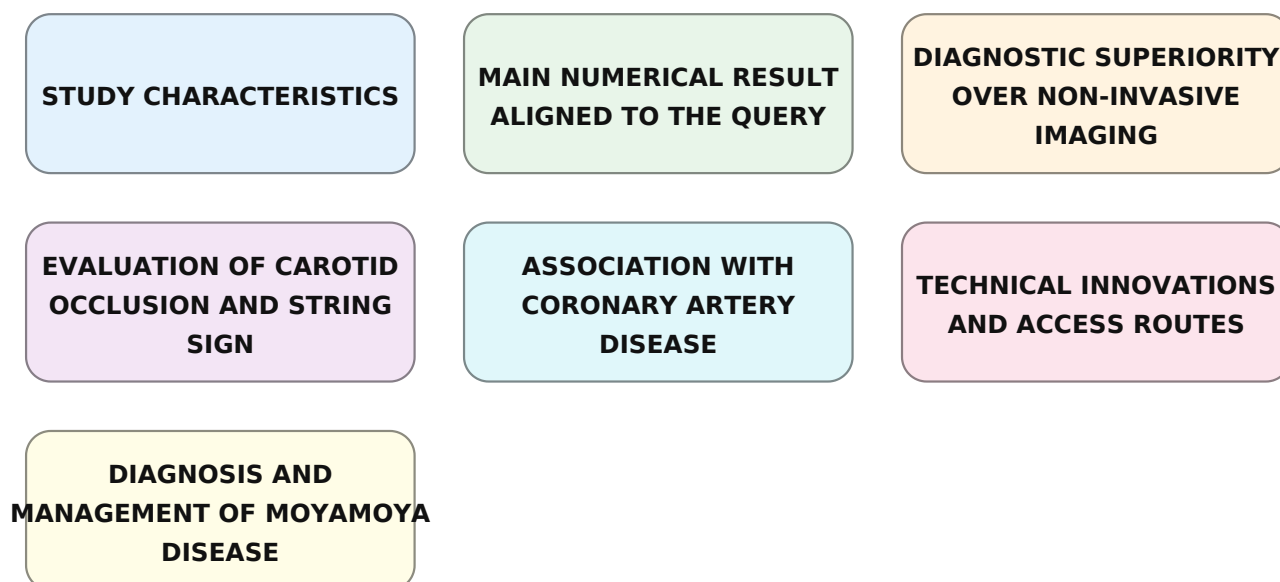 STUDY CHARACTERISTICS
MAIN NUMERICAL RESULT
ALIGNED TO THE QUERY
DIAGNOSTIC SUPERIORITY
OVER NON-INVASIVE
IMAGING
EVALUATION OF CAROTID
OCCLUSION AND STRING
SIGN
ASSOCIATION WITH
CORONARY ARTERY
DISEASE
TECHNICAL INNOVATIONS
AND ACCESS ROUTES
DIAGNOSIS AND
MANAGEMENT OF MOYAMOYA
DISEASE